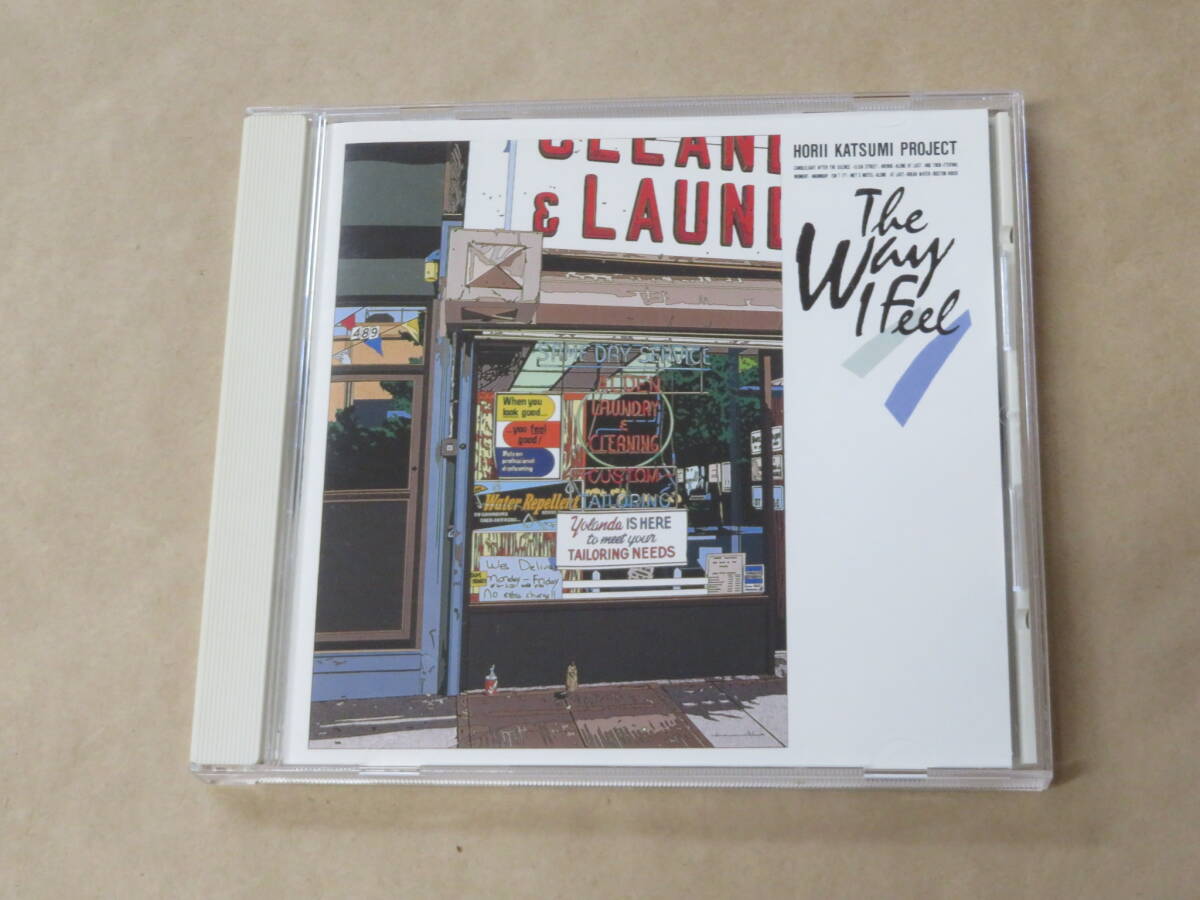 CLEANI
& LAUNI
HORII KATSUMI PROJECT
The
Way
I Feel
489
SAME DAY SERVICE
ALDEN
LAUNDRY
&
CLEANING
CUSTOM
TAILORING
When you
look good...
...you feel
good!
Water Repellent
Yolanda IS HERE
to meet your
TAILORING NEEDS
We Deliver
Monday - Friday
No extra charge!!